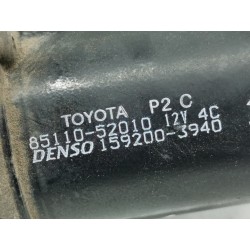 TOYOTA P2 C
85110-52010 12V 4C
DENSO 159200-3940